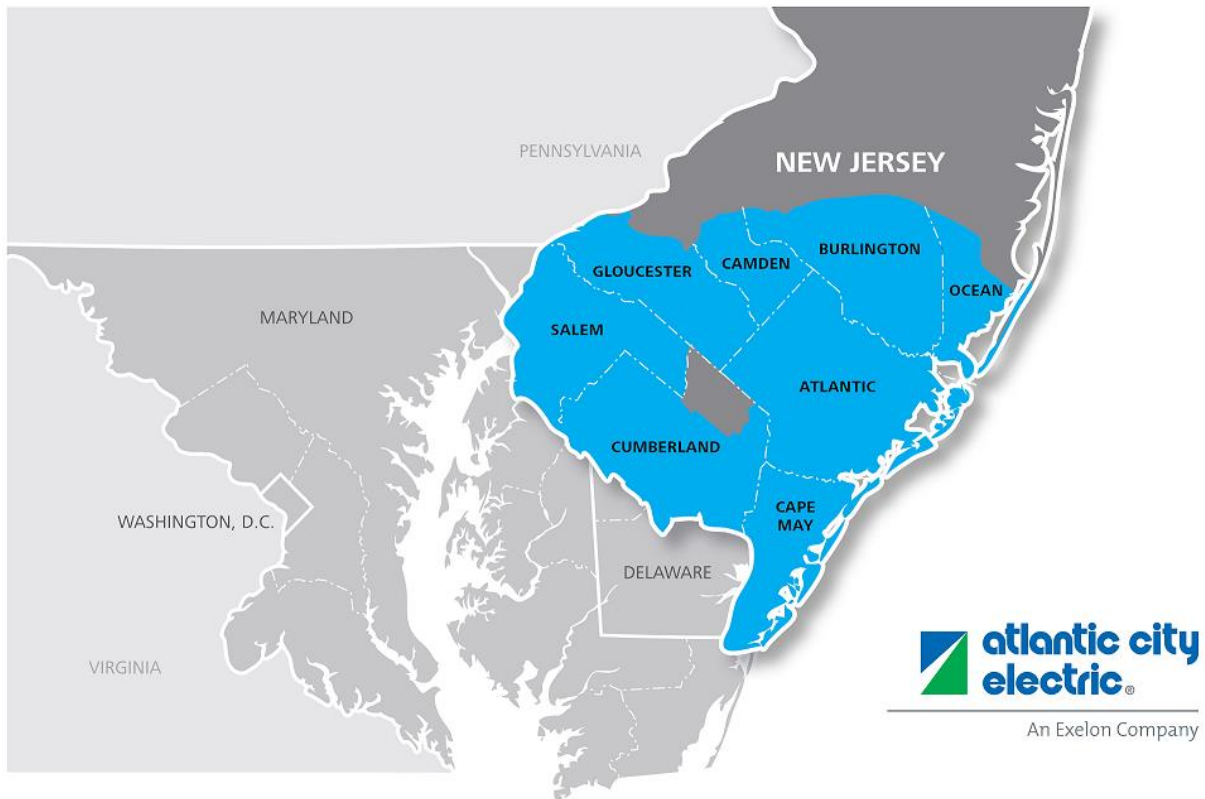 PENNSYLVANIA
NEW JERSEY
BURLINGTON
GLOUCESTER
CAMDEN
OCEAN
MARYLAND
SALEM
ATLANTIC
CUMBERLAND
CAPE
MAY
WASHINGTON, D.C.
DELAWARE
VIRGINIA
atlantic city
electric®
An Exelon Company